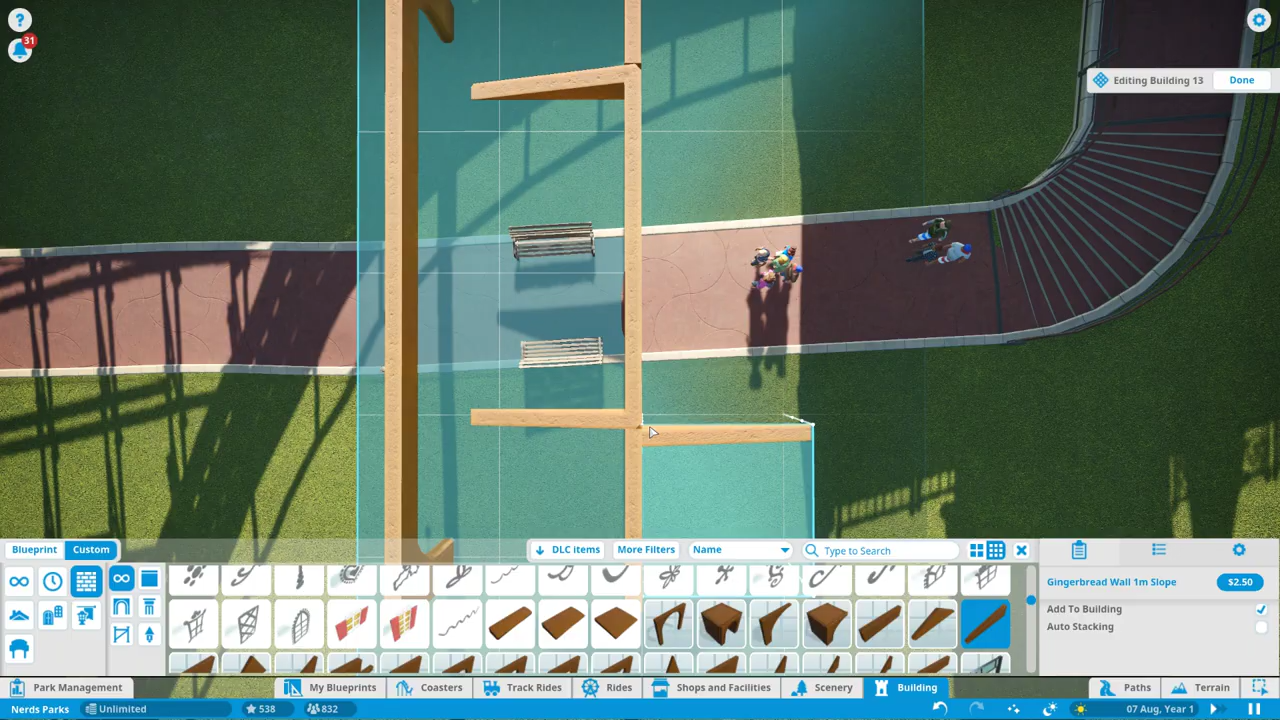 ?
31
Editing Building 13
Done
Blueprint
Custom
DLC items
More Filters
Name
Type to Search
Gingerbread Wall 1m Slope
$2.50
Add To Building
Auto Stacking
Park Management
My Blueprints
Coasters
Track Rides
Rides
Shops and Facilities
Scenery
Building
Paths
Terrain
Nerds Parks
Unlimited
538
832
07 Aug, Year 1